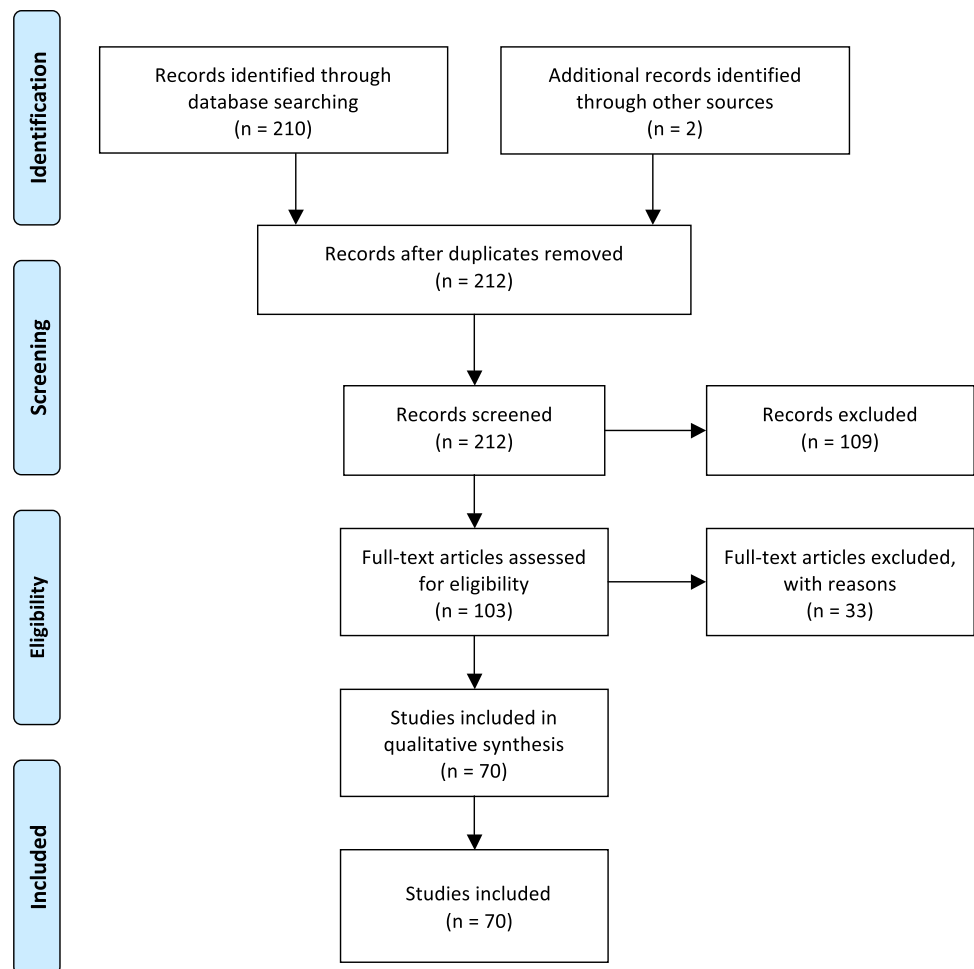 Identification
Records identified through
database searching
(n = 210)
Additional records identified
through other sources
(n = 2)
Records after duplicates removed
(n = 212)
Screening
Records screened
(n = 212)
Records excluded
(n = 109)
Eligibility
Full-text articles assessed
for eligibility
(n = 103)
Full-text articles excluded,
with reasons
(n = 33)
Studies included in
qualitative synthesis
(n = 70)
Included
Studies included
(n = 70)